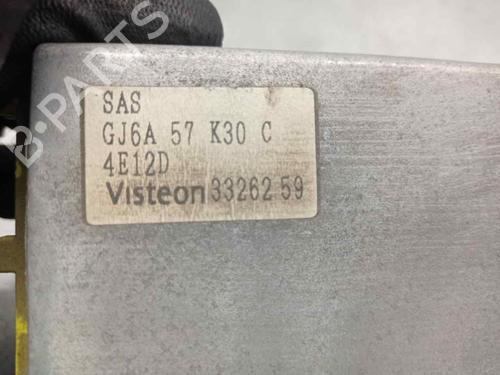 B-PARTS
SAS
GJ6A 57 K30 C
4E12D
Visteon 33262 59